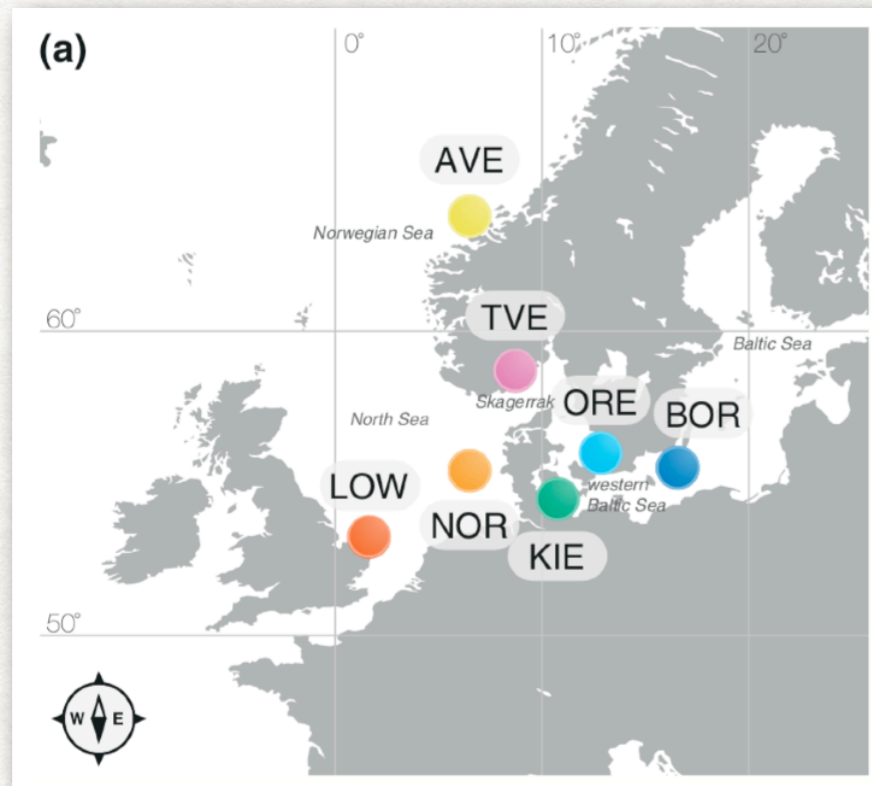 (a)
0°
10°
20°
AVE
Norwegian Sea
60°
TVE
Baltic Sea
Skagerrak
ORE
BOR
North Sea
LOW
western
Baltic Sea
NOR
KIE
50°
W E